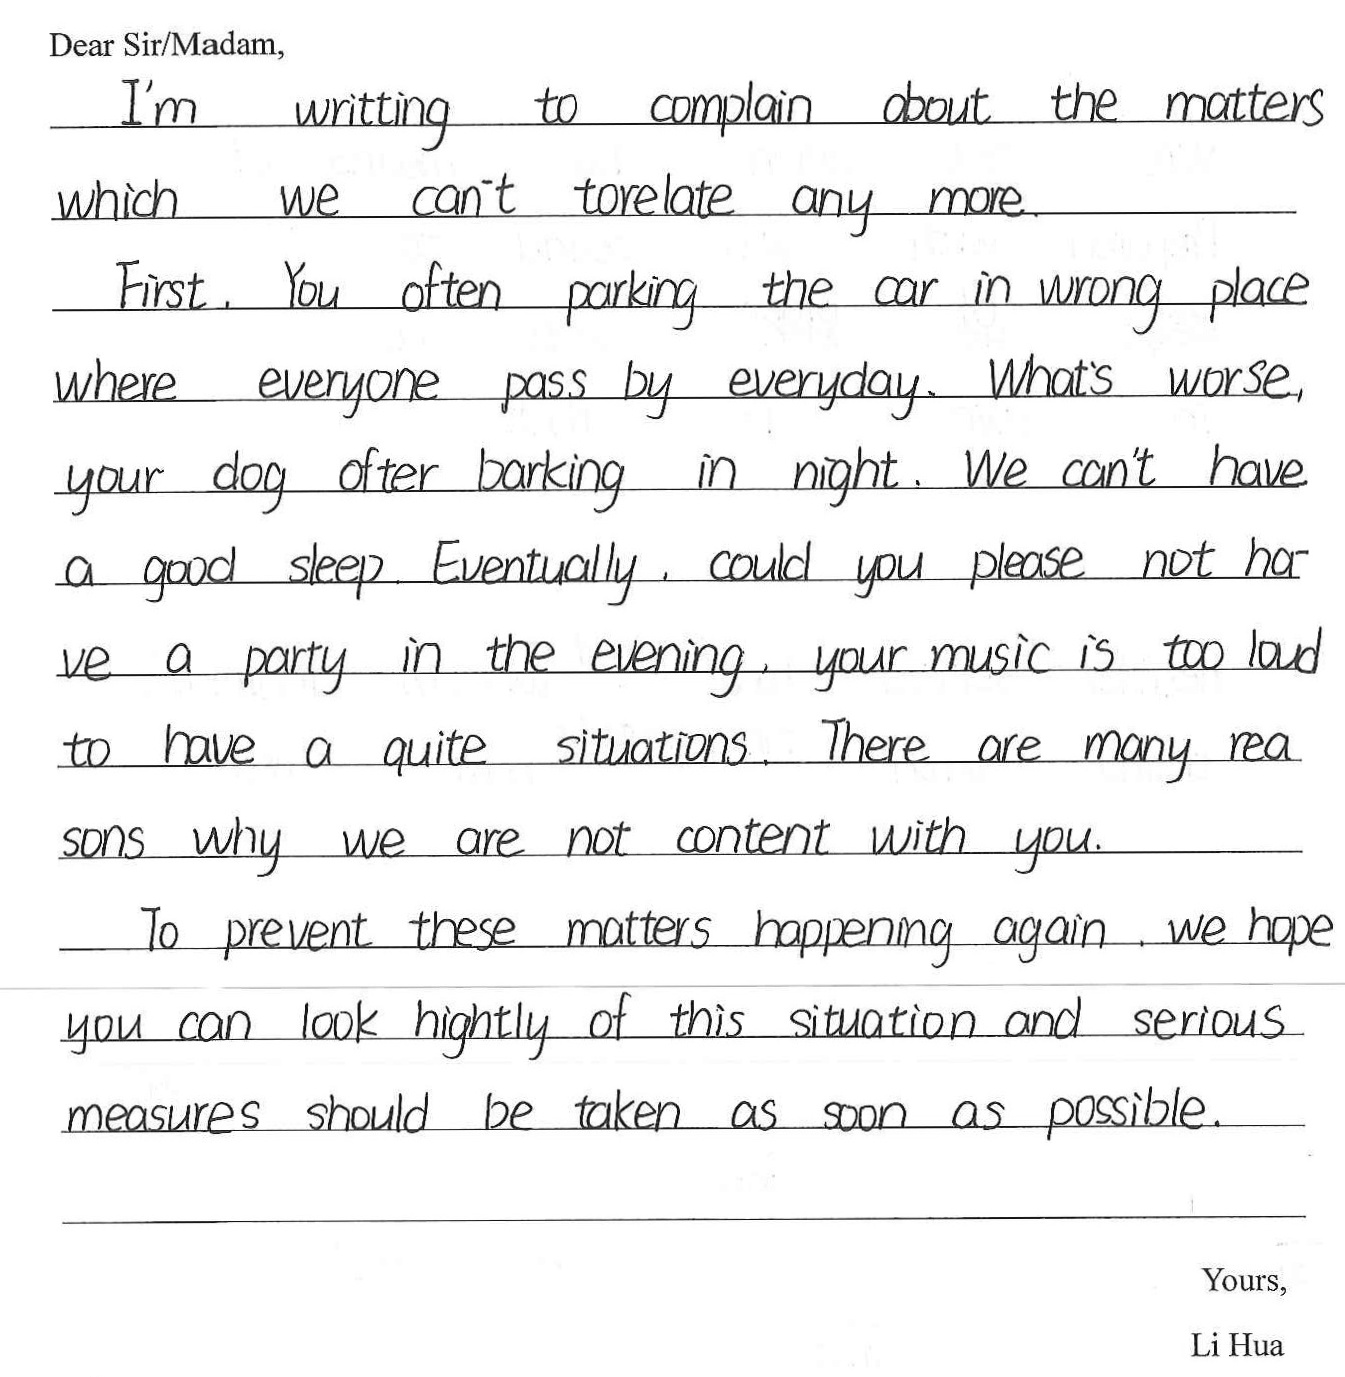 Dear Sir/Madam,
I'm writting to complain about the matters
which we can't torelate any more.
First, You often parking the car in wrong place
where everyone pass by everyday. What's worse,
your dog ofter barking in night. We can't have
a good sleep. Eventually, could you please not ha-
ve a party in the evening, your music is too loud
to have a quite situations. There are many rea
sons why we are not content with you.
To prevent these matters happening again, we hope
you can look hightly of this situation and serious
measures should be taken as soon as possible.
Yours,
Li Hua